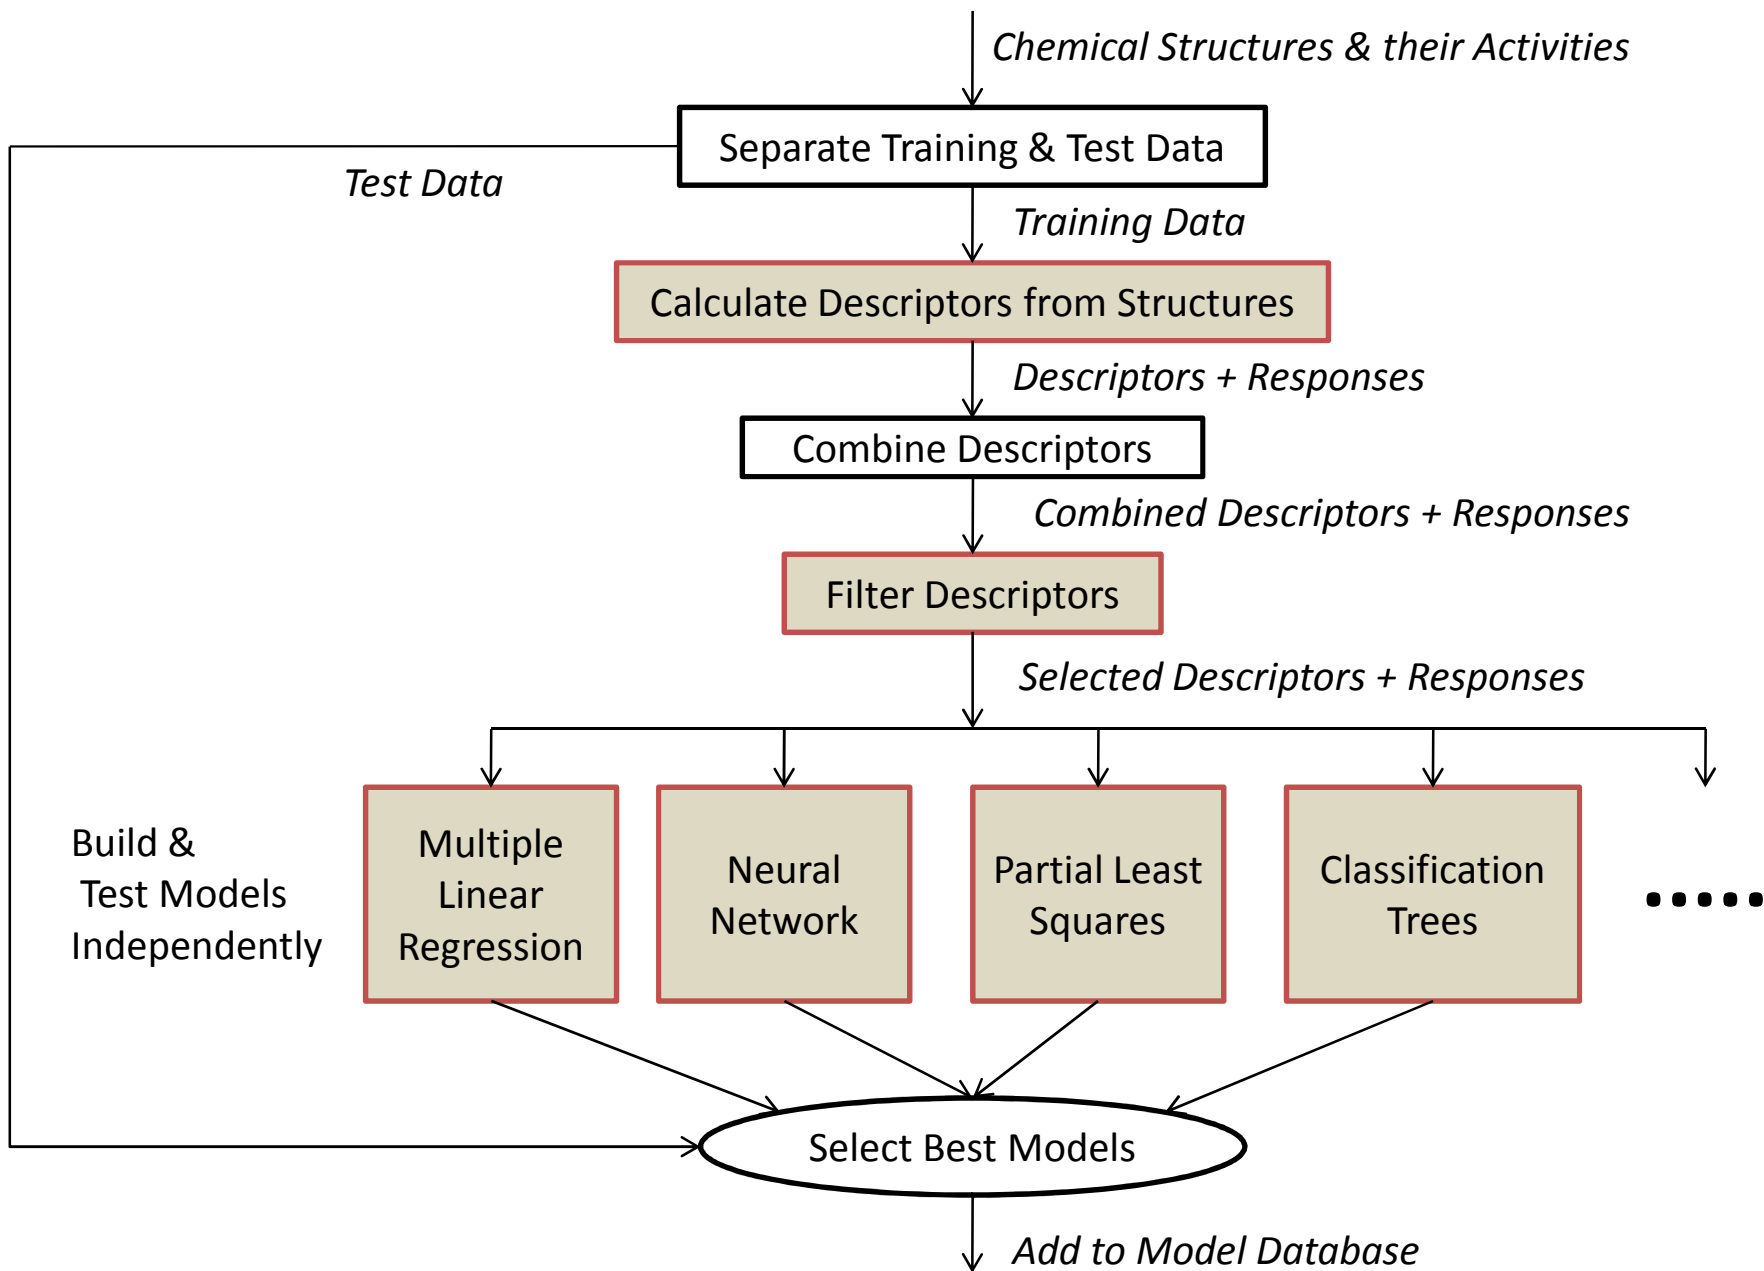 Chemical Structures & their Activities
Separate Training & Test Data
Test Data
Training Data
Calculate Descriptors from Structures
Descriptors + Responses
Combine Descriptors
Combined Descriptors + Responses
Filter Descriptors
Selected Descriptors + Responses
Build &
Test Models
Independently
Multiple
Linear
Regression
Neural
Network
Partial Least
Squares
Classification
Trees
.....
Select Best Models
Add to Model Database